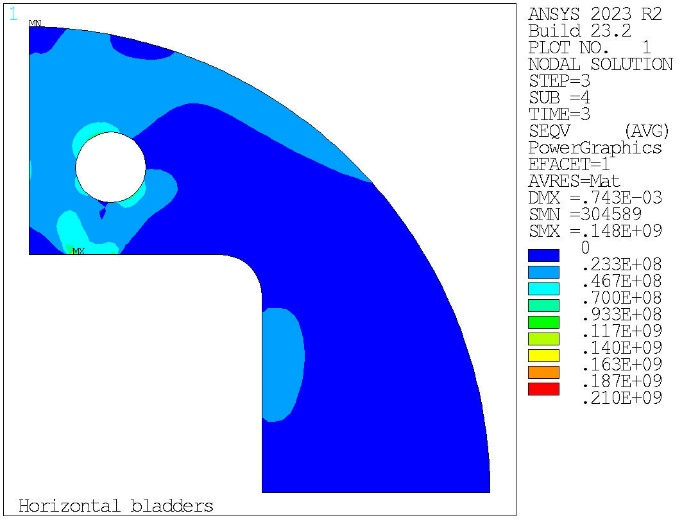 1
MN
MX
Horizontal bladders
ANSYS 2023 R2
Build 23.2
PLOT NO. 1
NODAL SOLUTION
STEP=3
SUB =4
TIME=3
SEQV (AVG)
PowerGraphics
EFACET=1
AVRES=Mat
DMX =.743E-03
SMN =304589
SMX =.148E+09
0
.233E+08
.467E+08
.700E+08
.933E+08
.117E+09
.140E+09
.163E+09
.187E+09
.210E+09